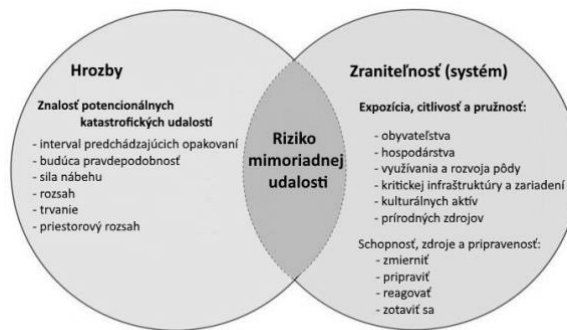 Hrozby
Znalosť potencionálnych
katastrofických udalostí
- interval predchádzajúcich opakovaní
- budúca pravdepodobnosť
- sila nábehu
- rozsah
- trvanie
- priestorový rozsah
Riziko
mimoriadnej
udalosti
Zraniteľnosť (systém)
Expozícia, citlivosť a pružnosť:
- obyvateľstva
- hospodárstva
- využívania a rozvoja pôdy
- kritickej infraštruktúry a zariadení
- kulturálnych aktív
- prírodných zdrojov
Schopnosť, zdroje a pripravenosť:
- zmierniť
- pripraviť
- reagovať
- zotaviť sa